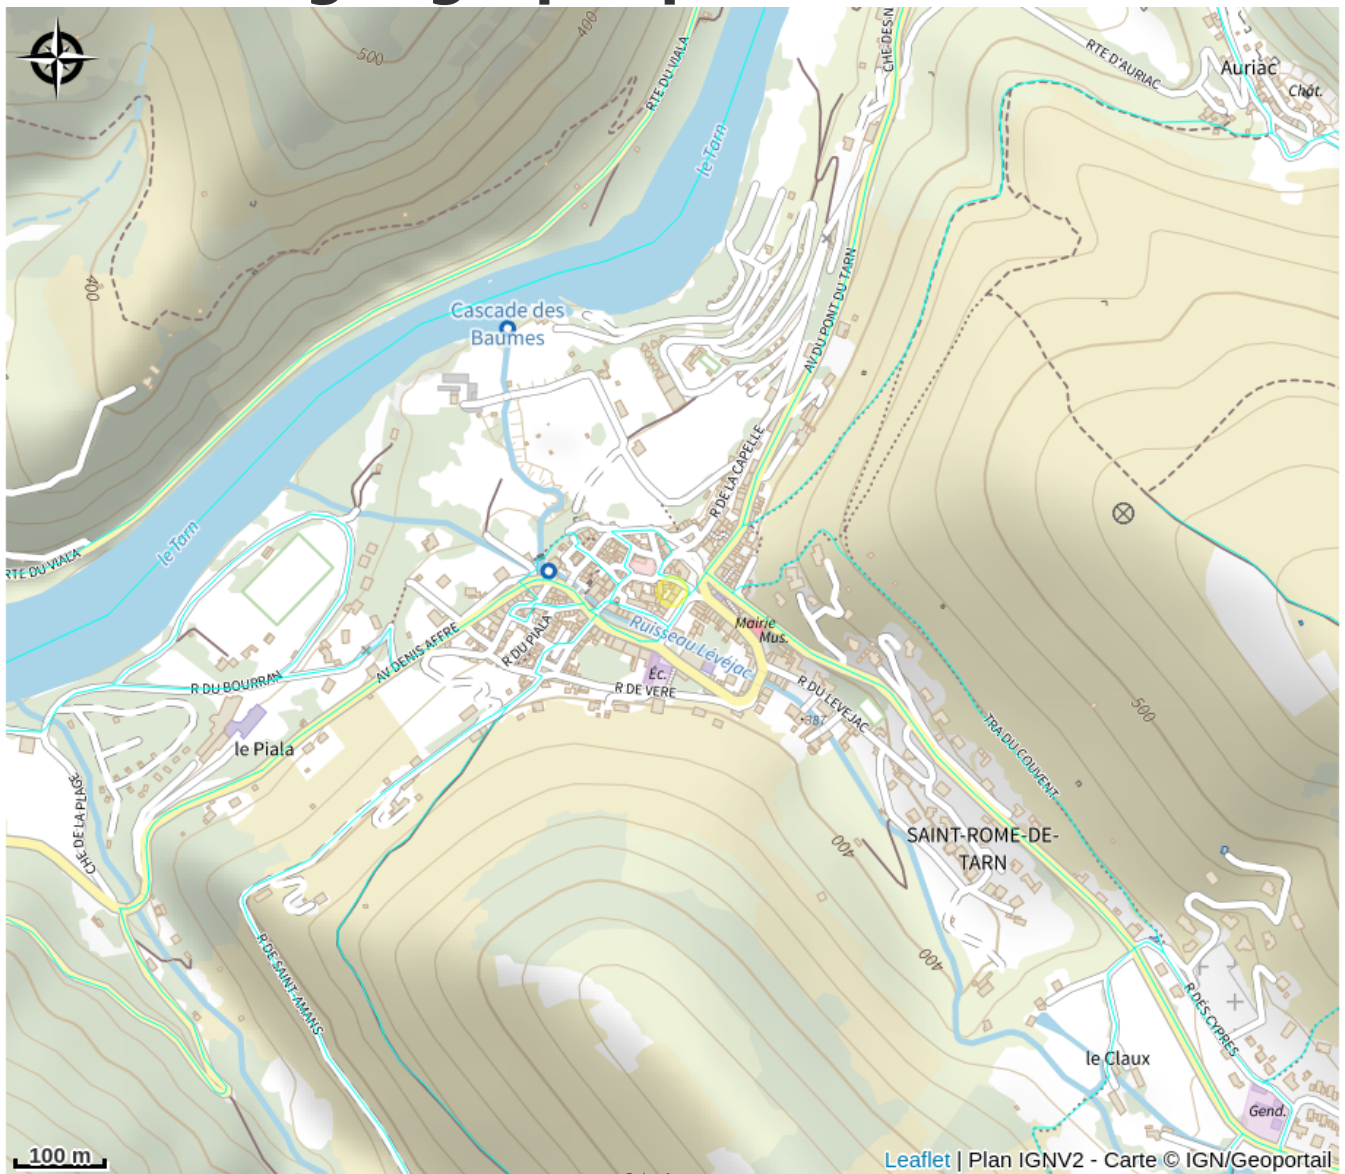 500
400
RTE DU VIALA
CHE DES N
RTE D'AURIAC
Auriac
Chât.
le Tarn
400
Cascade des
Baumes
AV DU PONT DU TARN
R DE LA CAPELLE
le Tarn
RTE DU VIALA
Mairie
Mus.
Ruisseau Lévéjac
R DU PIALA
AV DENIS AFFRE
Éc.
R DE VERE
R DU BOURRAN
R DU LEVEJAC
387
500
TRA DU COUVENT
le Piala
CHE DE LA PLAGE
400
SAINT-ROME-DE-
TARN
400
R DE SAINT-AMANS
R DES CYPRES
le Claux
Gend.
100 m
Leaflet | Plan IGNV2 - Carte © IGN/Geoportail